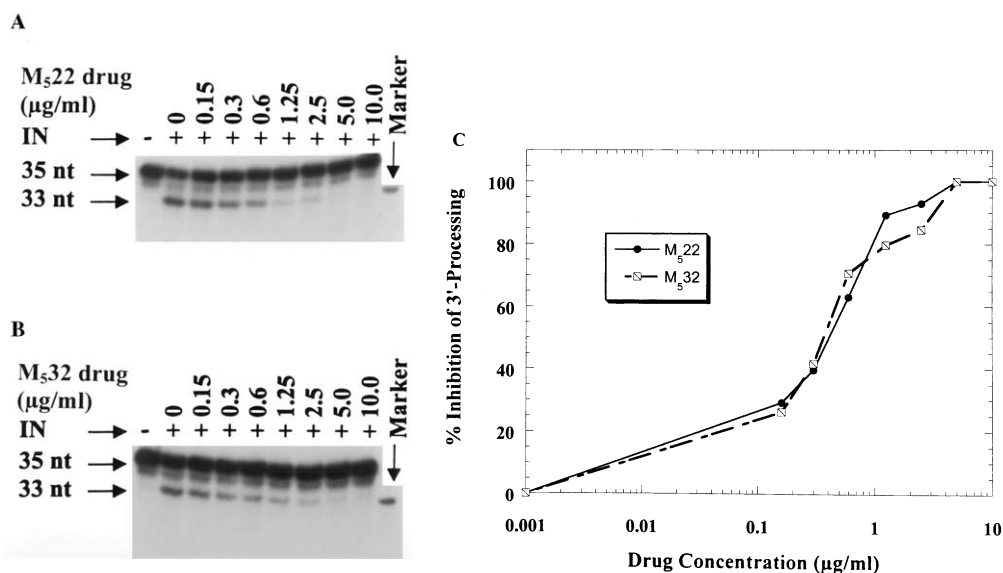 A
M₅22 drug
(µg/ml)
0 0.15 0.3 0.6 1.25 2.5 5.0 10.0 Marker
IN - + + + + + + + +
35 nt
33 nt
B
M₅32 drug
(µg/ml)
0 0.15 0.3 0.6 1.25 2.5 5.0 10.0 Marker
IN - + + + + + + + +
35 nt
33 nt
C
% Inhibition of 3'-Processing
100
80
60
40
20
0
M₅22
M₅32
0.001 0.01 0.1 1 10
Drug Concentration (µg/ml)